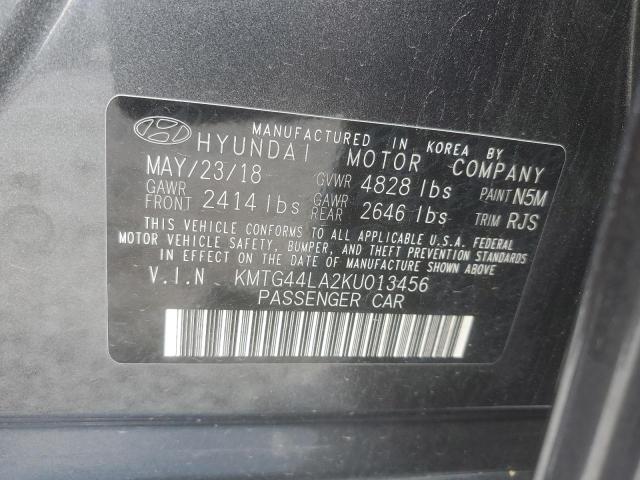 MANUFACTURED IN KOREA BY
HYUNDAI MOTOR COMPANY
MAY/23/18 GVWR 4828 lbs PAINT N5M
GAWR FRONT 2414 lbs GAWR REAR 2646 lbs TRIM RJS
THIS VEHICLE CONFORMS TO ALL APPLICABLE U.S.A. FEDERAL
MOTOR VEHICLE SAFETY, BUMPER, AND THEFT PREVENTION STANDARDS
IN EFFECT ON THE DATE OF MANUFACTURE SHOWN ABOVE
V.I.N KMTG44LA2KU013456
PASSENGER CAR